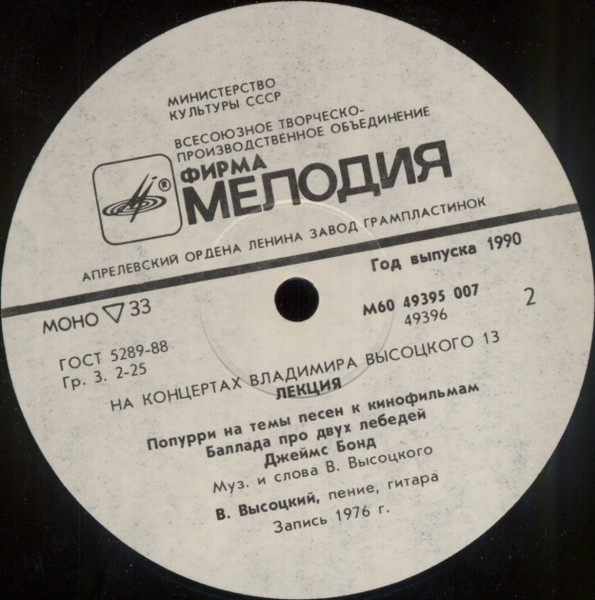 МИНИСТЕРСТВО
КУЛЬТУРЫ СССР
ВСЕСОЮЗНОЕ ТВОРЧЕСКО-
ПРОИЗВОДСТВЕННОЕ ОБЪЕДИНЕНИЕ
®
ФИРМА
МЕЛОДИЯ
АПРЕЛЕВСКИЙ ОРДЕНА ЛЕНИНА ЗАВОД ГРАМПЛАСТИНОК
Год выпуска 1990
МОНО ▽ 33
М60 49395 007
49396
2
ГОСТ 5289-88
Гр. 3. 2-25
НА КОНЦЕРТАХ ВЛАДИМИРА ВЫСОЦКОГО 13
ЛЕКЦИЯ
Попурри на темы песен к кинофильмам
Баллада про двух лебедей
Джеймс Бонд
Муз. и слова В. Высоцкого
В. Высоцкий, пение, гитара
Запись 1976 г.